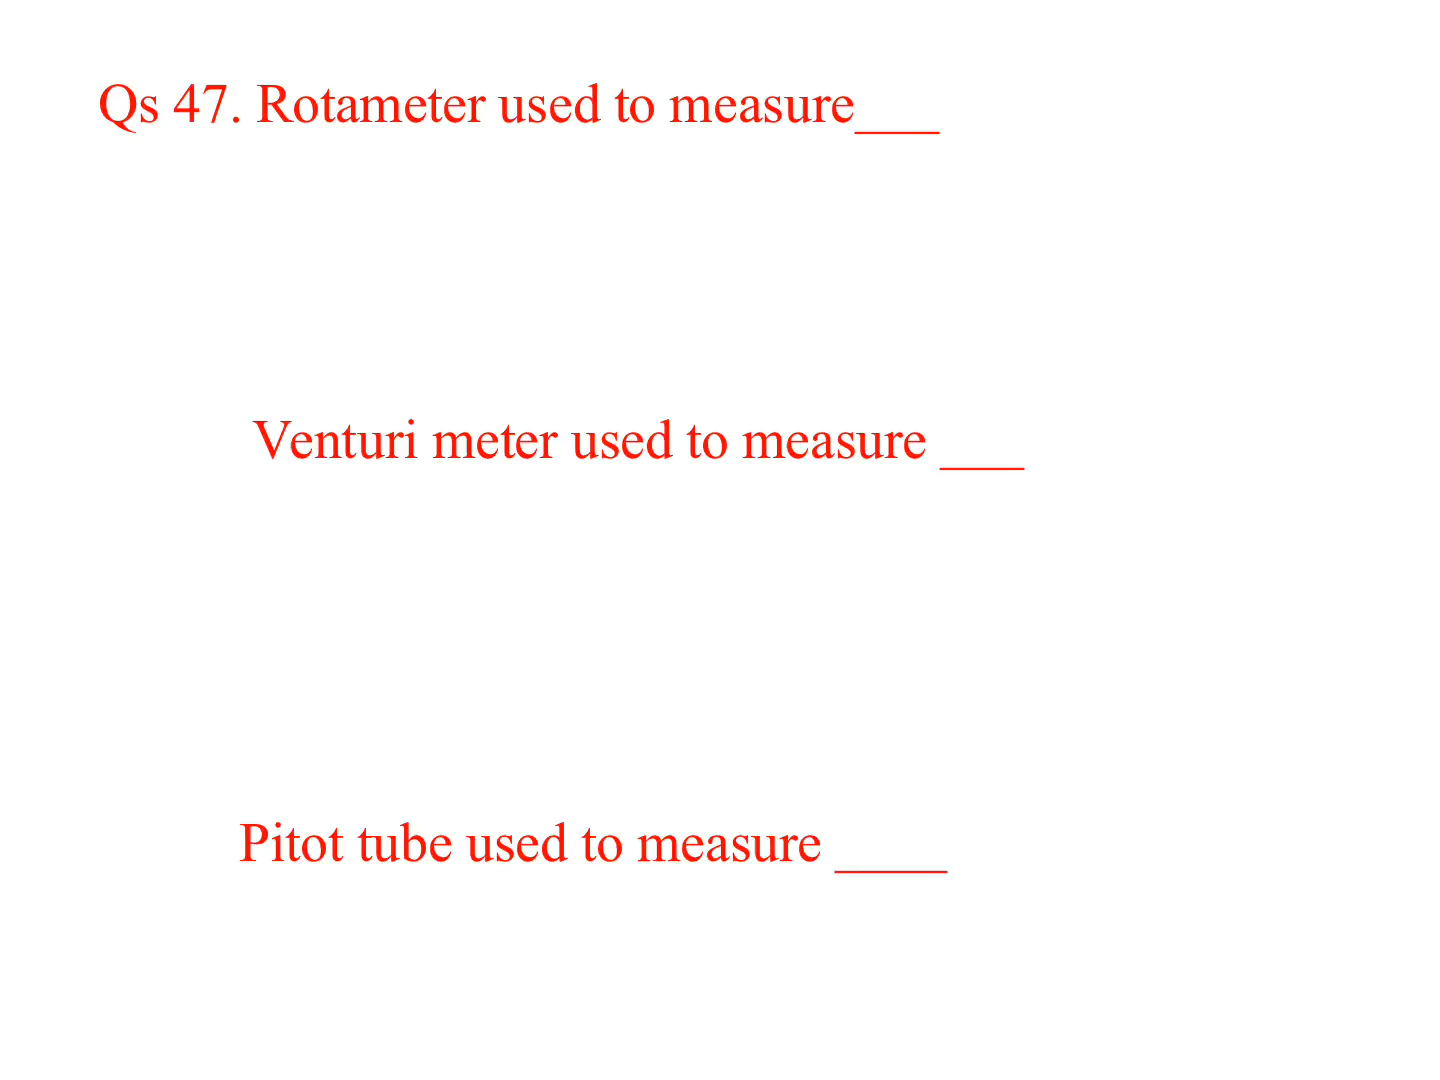 Qs 47. Rotameter used to measure___
Venturi meter used to measure ___
Pitot tube used to measure ____